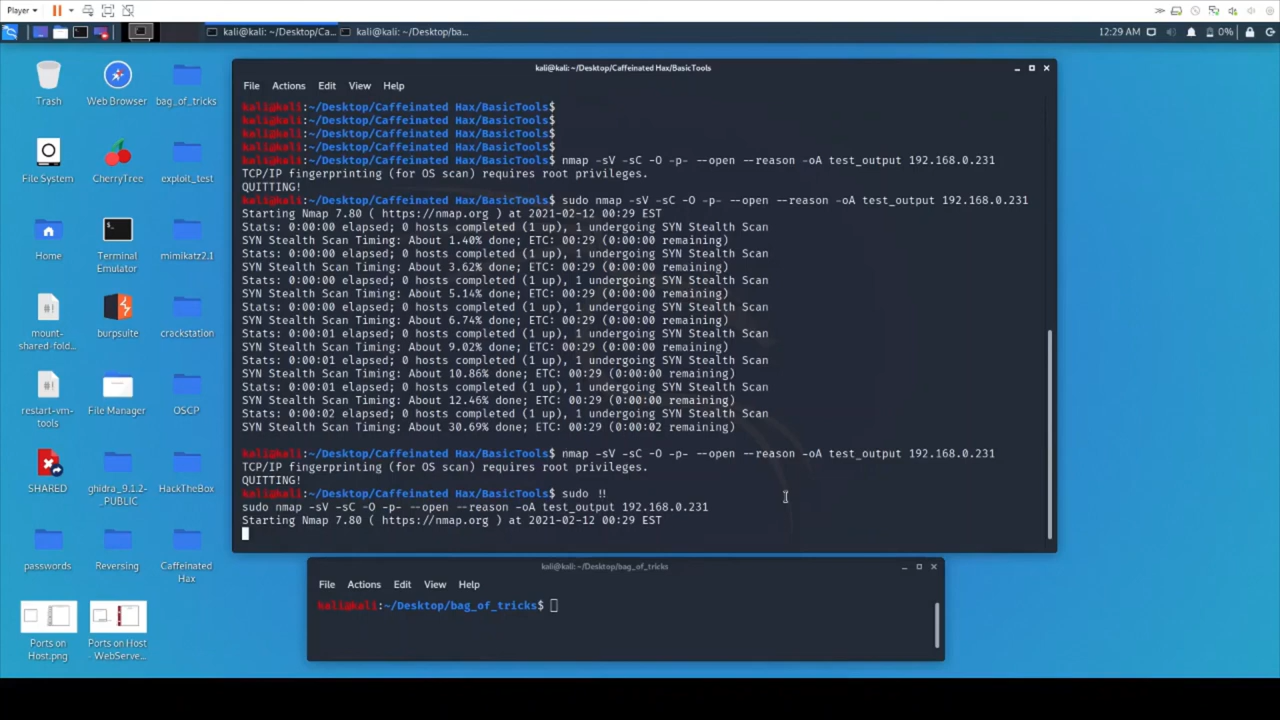 Player
kali@kali: ~/Desktop/Ca...
kali@kali: ~/Desktop/ba...
12:29 AM
0%
Trash
Web Browser
bag_of_tricks
File System
CherryTree
exploit_test
Home
Terminal
Emulator
mimikatz2.1
mount-
shared-fold...
burpsuite
crackstation
restart-vm-
tools
File Manager
OSCP
SHARED
ghidra_9.1.2-
_PUBLIC
HackTheBox
passwords
Reversing
Caffeinated
Hax
Ports on
Host.png
Ports on Host
- WebServe...
kali@kali: ~/Desktop/Caffeinated Hax/BasicTools
File Actions Edit View Help
kali@kali:~/Desktop/Caffeinated Hax/BasicTools$
kali@kali:~/Desktop/Caffeinated Hax/BasicTools$
kali@kali:~/Desktop/Caffeinated Hax/BasicTools$
kali@kali:~/Desktop/Caffeinated Hax/BasicTools$
kali@kali:~/Desktop/Caffeinated Hax/BasicTools$ nmap -sV -sC -O -p- --open --reason -oA test_output 192.168.0.231
TCP/IP fingerprinting (for OS scan) requires root privileges.
QUITTING!
kali@kali:~/Desktop/Caffeinated Hax/BasicTools$ sudo nmap -sV -sC -O -p- --open --reason -oA test_output 192.168.0.231
Starting Nmap 7.80 ( https://nmap.org ) at 2021-02-12 00:29 EST
Stats: 0:00:00 elapsed; 0 hosts completed (1 up), 1 undergoing SYN Stealth Scan
SYN Stealth Scan Timing: About 1.40% done; ETC: 00:29 (0:00:00 remaining)
Stats: 0:00:00 elapsed; 0 hosts completed (1 up), 1 undergoing SYN Stealth Scan
SYN Stealth Scan Timing: About 3.62% done; ETC: 00:29 (0:00:00 remaining)
Stats: 0:00:00 elapsed; 0 hosts completed (1 up), 1 undergoing SYN Stealth Scan
SYN Stealth Scan Timing: About 5.14% done; ETC: 00:29 (0:00:00 remaining)
Stats: 0:00:00 elapsed; 0 hosts completed (1 up), 1 undergoing SYN Stealth Scan
SYN Stealth Scan Timing: About 6.74% done; ETC: 00:29 (0:00:00 remaining)
Stats: 0:00:01 elapsed; 0 hosts completed (1 up), 1 undergoing SYN Stealth Scan
SYN Stealth Scan Timing: About 9.02% done; ETC: 00:29 (0:00:00 remaining)
Stats: 0:00:01 elapsed; 0 hosts completed (1 up), 1 undergoing SYN Stealth Scan
SYN Stealth Scan Timing: About 10.86% done; ETC: 00:29 (0:00:00 remaining)
Stats: 0:00:01 elapsed; 0 hosts completed (1 up), 1 undergoing SYN Stealth Scan
SYN Stealth Scan Timing: About 12.46% done; ETC: 00:29 (0:00:00 remaining)
Stats: 0:00:02 elapsed; 0 hosts completed (1 up), 1 undergoing SYN Stealth Scan
SYN Stealth Scan Timing: About 30.69% done; ETC: 00:29 (0:00:02 remaining)
kali@kali:~/Desktop/Caffeinated Hax/BasicTools$ nmap -sV -sC -O -p- --open --reason -oA test_output 192.168.0.231
TCP/IP fingerprinting (for OS scan) requires root privileges.
QUITTING!
kali@kali:~/Desktop/Caffeinated Hax/BasicTools$ sudo !!
sudo nmap -sV -sC -O -p- --open --reason -oA test_output 192.168.0.231
Starting Nmap 7.80 ( https://nmap.org ) at 2021-02-12 00:29 EST
kali@kali: ~/Desktop/bag_of_tricks
File Actions Edit View Help
kali@kali:~/Desktop/bag_of_tricks$